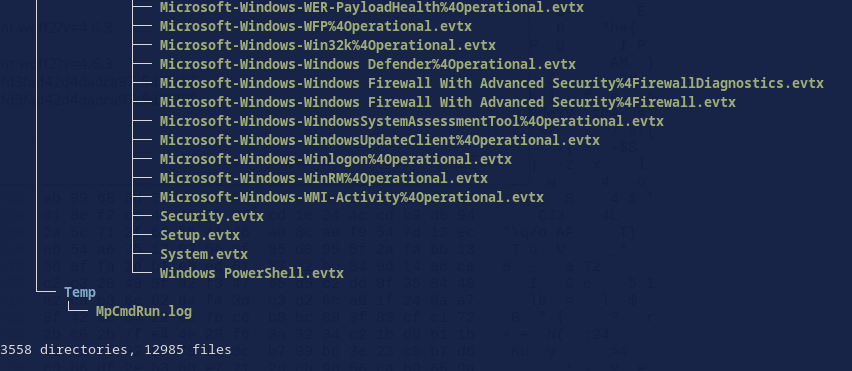 Microsoft-Windows-WER-PayloadHealth%4Operational.evtx
Microsoft-Windows-WFP%4Operational.evtx
Microsoft-Windows-Win32k%4Operational.evtx
Microsoft-Windows-Windows Defender%4Operational.evtx
Microsoft-Windows-Windows Firewall With Advanced Security%4FirewallDiagnostics.evtx
Microsoft-Windows-Windows Firewall With Advanced Security%4Firewall.evtx
Microsoft-Windows-WindowsSystemAssessmentTool%4Operational.evtx
Microsoft-Windows-WindowsUpdateClient%4Operational.evtx
Microsoft-Windows-Winlogon%4Operational.evtx
Microsoft-Windows-WinRM%4Operational.evtx
Microsoft-Windows-WMI-Activity%4Operational.evtx
Security.evtx
Setup.evtx
System.evtx
Windows PowerShell.evtx
Temp
MpCmdRun.log
3558 directories, 12985 files